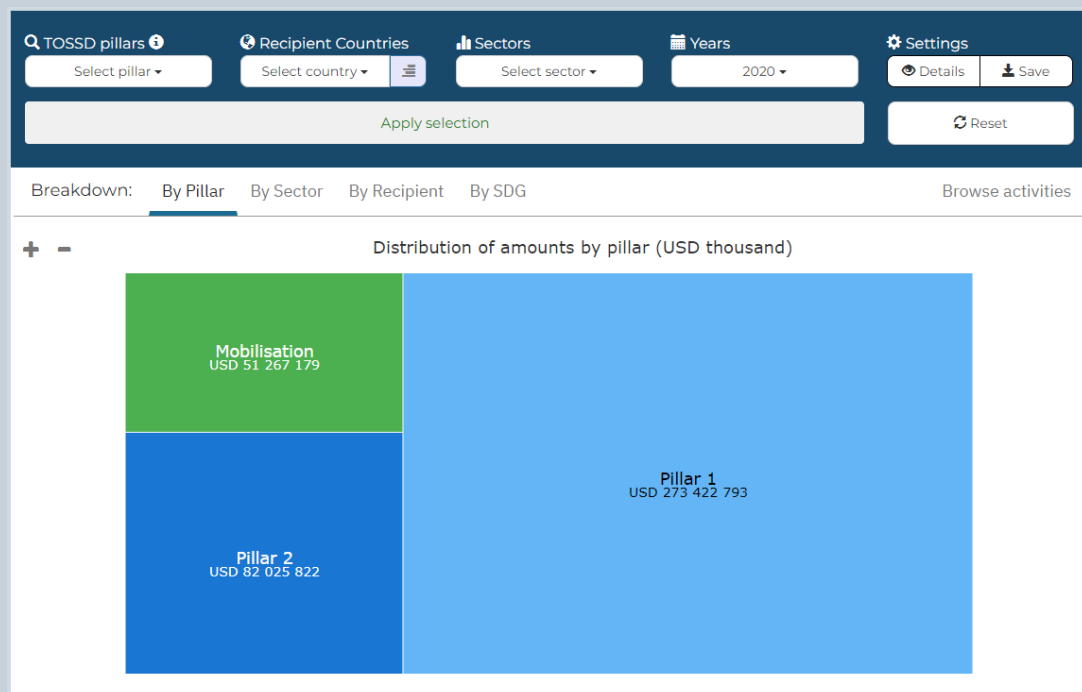 TOSSD pillars
Recipient Countries
Sectors
Years
Settings
Select pillar
Select country
Select sector
2020
Details
Save
Apply selection
Reset
Breakdown: By Pillar By Sector By Recipient By SDG Browse activities
Distribution of amounts by pillar (USD thousand)
Mobilisation
USD 51 267 179
Pillar 1
USD 273 422 793
Pillar 2
USD 82 025 822